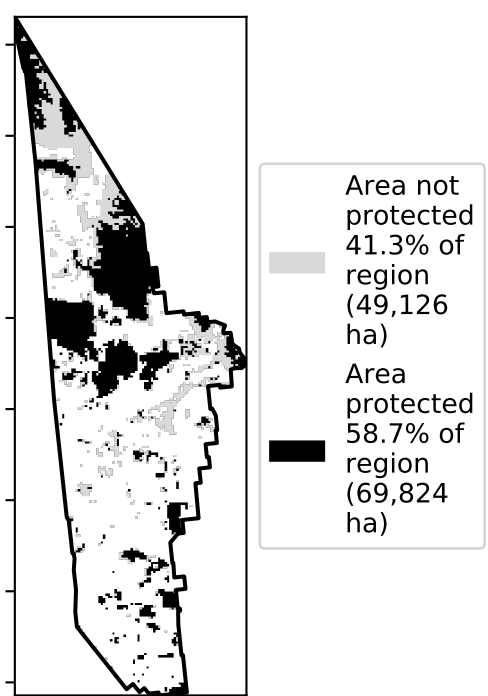 Area not
protected
41.3% of
region
(49,126
ha)
Area
protected
58.7% of
region
(69,824
ha)